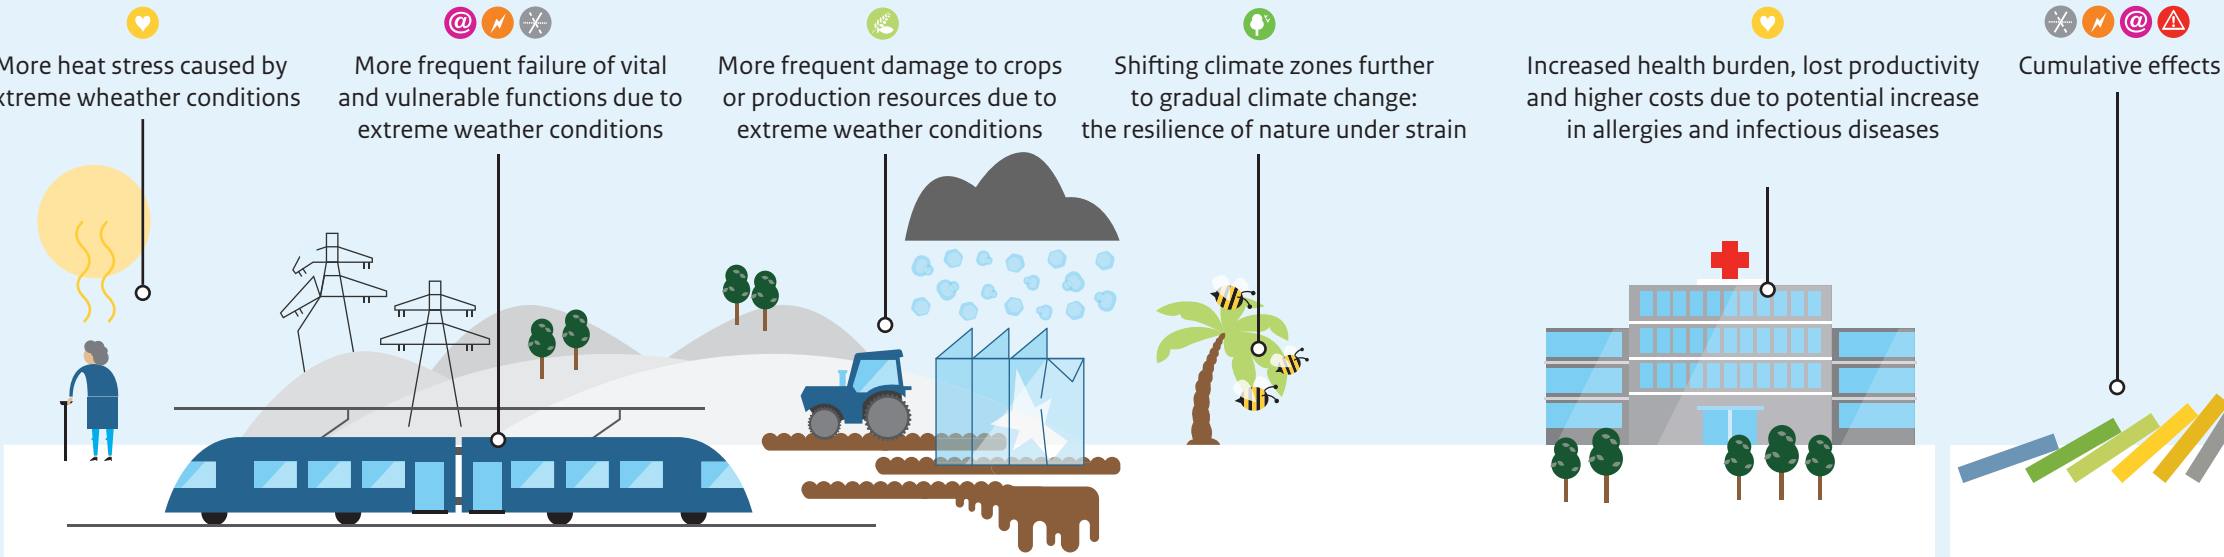 More heat stress caused by
xtreme wheather conditions
More frequent failure of vital
and vulnerable functions due to
extreme weather conditions
More frequent damage to crops
or production resources due to
extreme weather conditions
Shifting climate zones further
to gradual climate change:
the resilience of nature under strain
Increased health burden, lost productivity
and higher costs due to potential increase
in allergies and infectious diseases
Cumulative effects